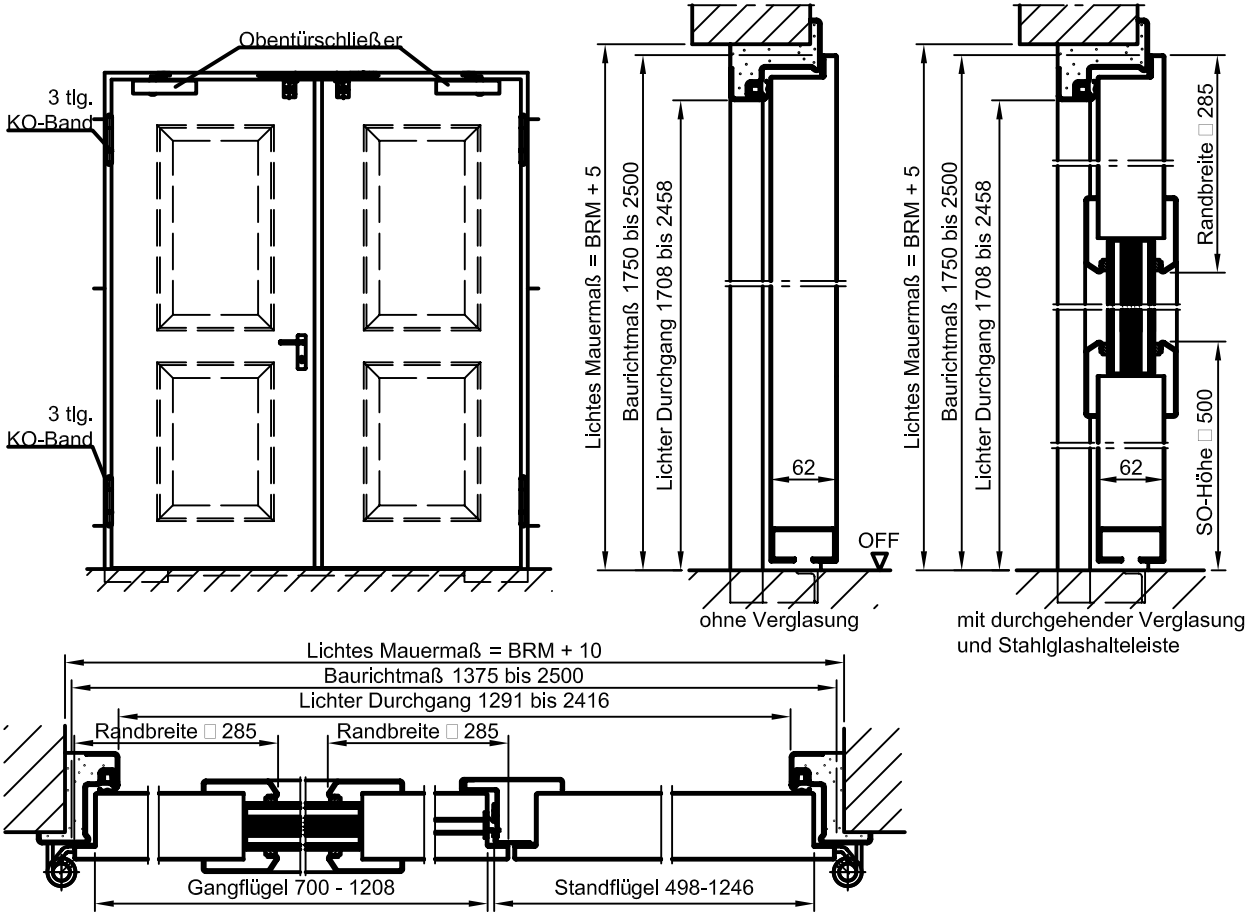 Obentürschließer
3 tlg.
KO-Band
3 tlg.
KO-Band
Lichtes Mauermaß = BRM + 5
Baurichtmaß 1750 bis 2500
Lichter Durchgang 1708 bis 2458
62
OFF
ohne Verglasung
Lichtes Mauermaß = BRM + 5
Baurichtmaß 1750 bis 2500
Lichter Durchgang 1708 bis 2458
62
Randbreite □ 285
SO-Höhe □ 500
mit durchgehender Verglasung
und Stahlglashalteleiste
Lichtes Mauermaß = BRM + 10
Baurichtmaß 1375 bis 2500
Lichter Durchgang 1291 bis 2416
Randbreite □ 285
Randbreite □ 285
Gangflügel 700 - 1208
Standflügel 498-1246